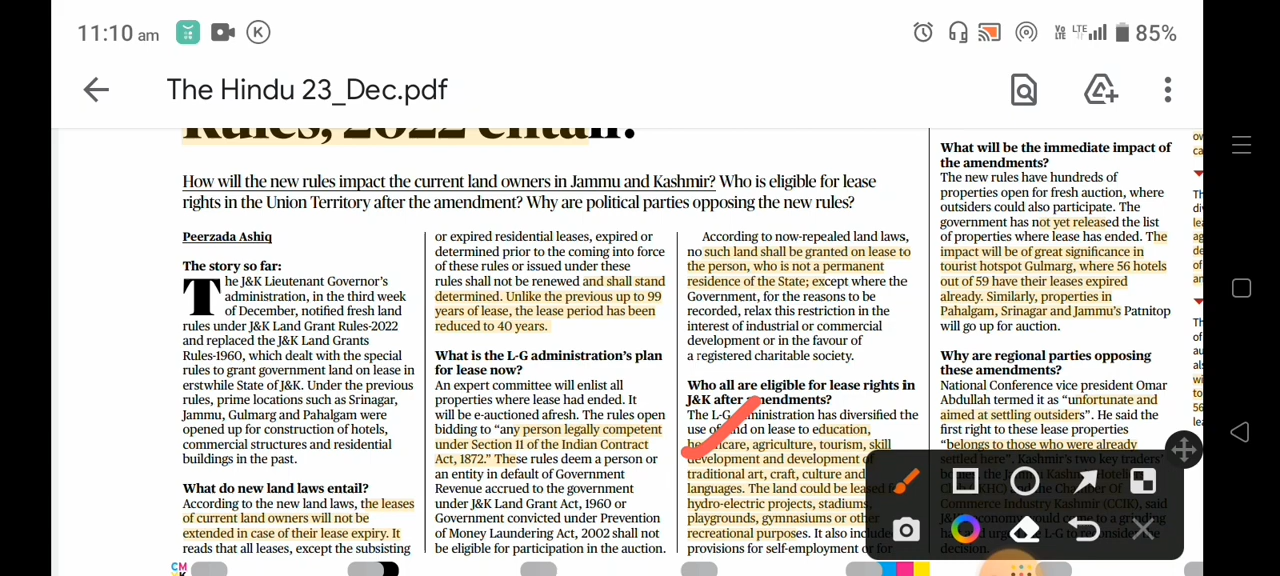 11:10 am
K
Vo LTE LTE 85%
The Hindu 23_Dec.pdf
Rules, 2022 entail?
How will the new rules impact the current land owners in Jammu and Kashmir? Who is eligible for lease
rights in the Union Territory after the amendment? Why are political parties opposing the new rules?
Peerzada Ashiq
The story so far:
The J&K Lieutenant Governor's
administration, in the third week
of December, notified fresh land
rules under J&K Land Grant Rules-2022
and replaced the J&K Land Grants
Rules-1960, which dealt with the special
rules to grant government land on lease in
erstwhile State of J&K. Under the previous
rules, prime locations such as Srinagar,
Jammu, Gulmarg and Pahalgam were
opened up for construction of hotels,
commercial structures and residential
buildings in the past.
What do new land laws entail?
According to the new land laws, the leases
of current land owners will not be
extended in case of their lease expiry. It
reads that all leases, except the subsisting
or expired residential leases, expired or
determined prior to the coming into force
of these rules or issued under these
rules shall not be renewed and shall stand
determined. Unlike the previous up to 99
years of lease, the lease period has been
reduced to 40 years.
What is the L-G administration's plan
for lease now?
An expert committee will enlist all
properties where lease had ended. It
will be e-auctioned afresh. The rules open
bidding to "any person legally competent
under Section 11 of the Indian Contract
Act, 1872." These rules deem a person or
an entity in default of Government
Revenue accrued to the government
under J&K Land Grant Act, 1960 or
Government convicted under Prevention
of Money Laundering Act, 2002 shall not
be eligible for participation in the auction.
According to now-repealed land laws,
no such land shall be granted on lease to
the person, who is not a permanent
residence of the State; except where the
Government, for the reasons to be
recorded, relax this restriction in the
interest of industrial or commercial
development or in the favour of
a registered charitable society.
Who all are eligible for lease rights in
J&K after amendments?
The L-G administration has diversified the
use of land on lease to education,
healthcare, agriculture, tourism, skill
development and development of
traditional art, craft, culture and
languages. The land could be leased
hydro-electric projects, stadiums,
playgrounds, gymnasiums or other
recreational purposes. It also
provisions for self-employment
What will be the immediate impact of
the amendments?
The new rules have hundreds of
properties open for fresh auction, where
outsiders could also participate. The
government has not yet released the list
of properties where lease has ended. The
impact will be of great significance in
tourist hotspot Gulmarg, where 56 hotels
out of 59 have their leases expired
already. Similarly, properties in
Pahalgam, Srinagar and Jammu's Patnitop
will go up for auction.
Why are regional parties opposing
these amendments?
National Conference vice president Omar
Abdullah termed it as "unfortunate and
aimed at settling outsiders". He said the
first right to these lease properties
"belongs to those who were already
settled here". Kashmir's two key traders'
CM